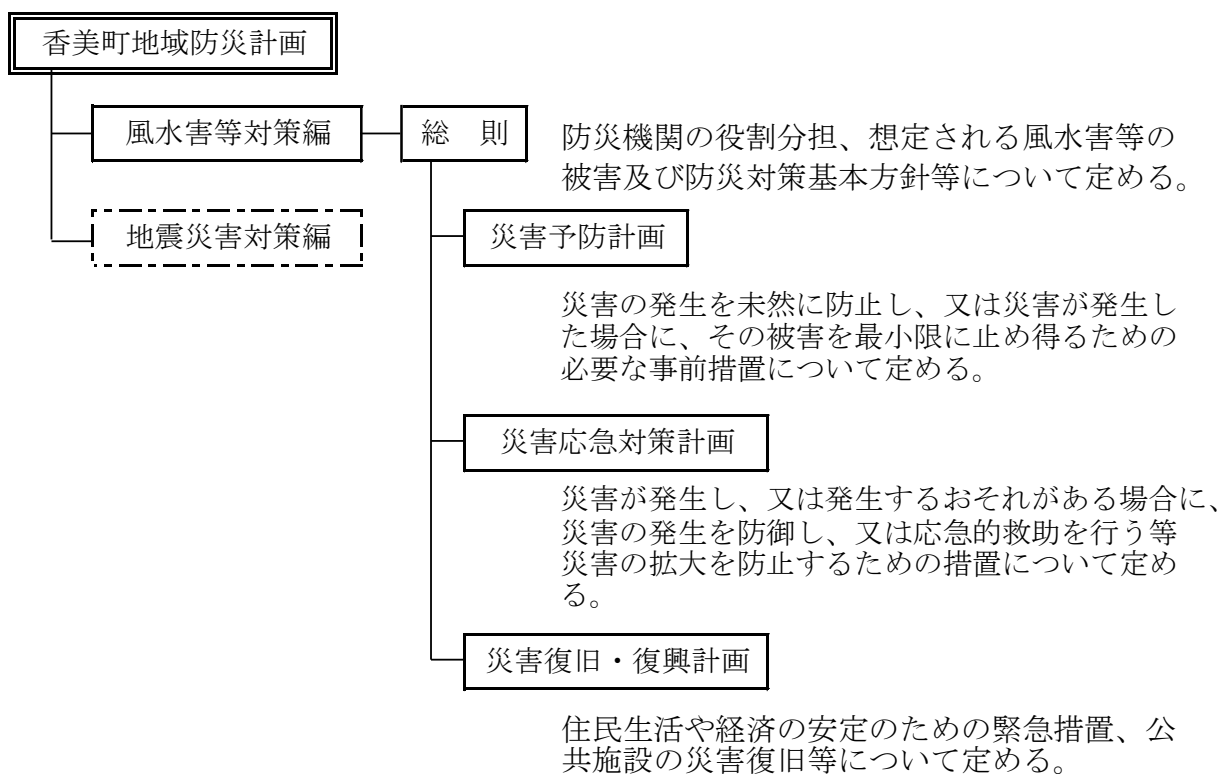 香美町地域防災計画
風水害等対策編
総 則
防災機関の役割分担、想定される風水害等の
被害及び防災対策基本方針等について定める。
地震災害対策編
災害予防計画
災害の発生を未然に防止し、又は災害が発生し
た場合に、その被害を最小限に止め得るための
必要な事前措置について定める。
災害応急対策計画
災害が発生し、又は発生するおそれがある場合に、
災害の発生を防御し、又は応急的救助を行う等
災害の拡大を防止するための措置について定め
る。
災害復旧・復興計画
住民生活や経済の安定のための緊急措置、公
共施設の災害復旧等について定める。